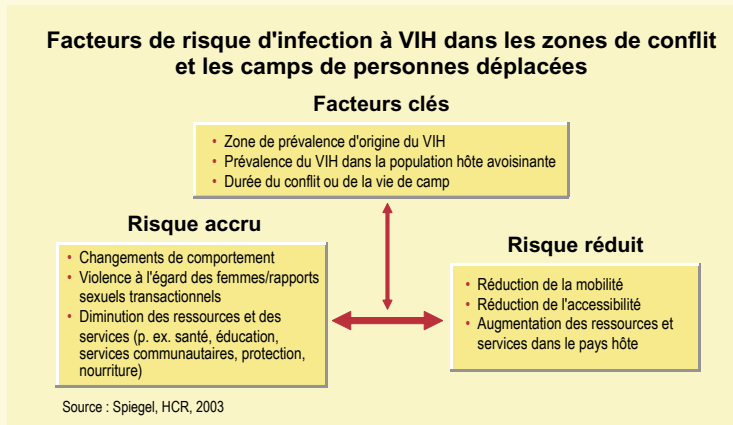 Facteurs de risque d'infection à VIH dans les zones de conflit
et les camps de personnes déplacées
Facteurs clés
• Zone de prévalence d'origine du VIH
• Prévalence du VIH dans la population hôte avoisinante
• Durée du conflit ou de la vie de camp
Risque accru
• Changements de comportement
• Violence à l'égard des femmes/rapports
sexuels transactionnels
• Diminution des ressources et des
services (p. ex. santé, éducation,
services communautaires, protection,
nourriture)
Risque réduit
• Réduction de la mobilité
• Réduction de l'accessibilité
• Augmentation des ressources et
services dans le pays hôte
Source : Spiegel, HCR, 2003